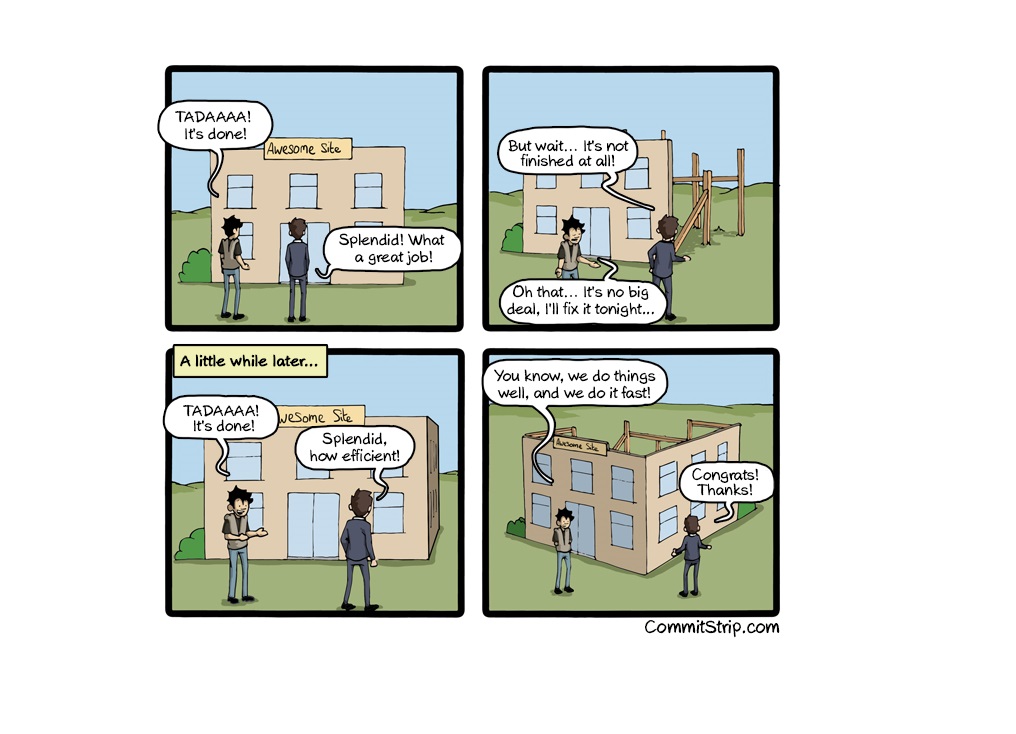 TADAAAA!
It's done!
Awesome Site
Splendid! What
a great job!
But wait... It's not
finished at all!
Oh that... It's no big
deal, I'll fix it tonight...
A little while later...
TADAAAA!
It's done!
wesome Site
Splendid,
how efficient!
You know, we do things
well, and we do it fast!
Awesome Site
Congrats!
Thanks!
CommitStrip.com